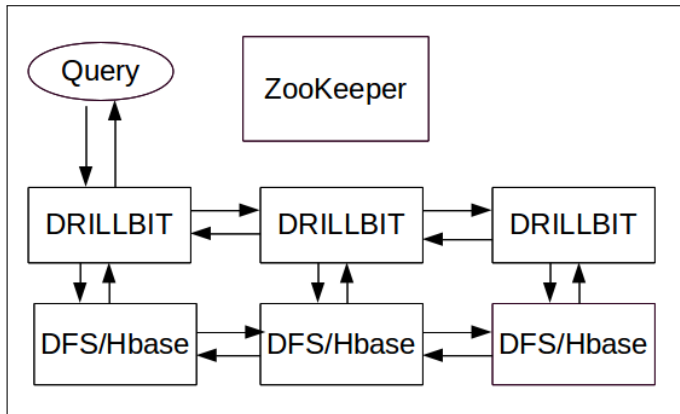 Query
ZooKeeper
DRILLBIT
DRILLBIT
DRILLBIT
DFS/Hbase
DFS/Hbase
DFS/Hbase